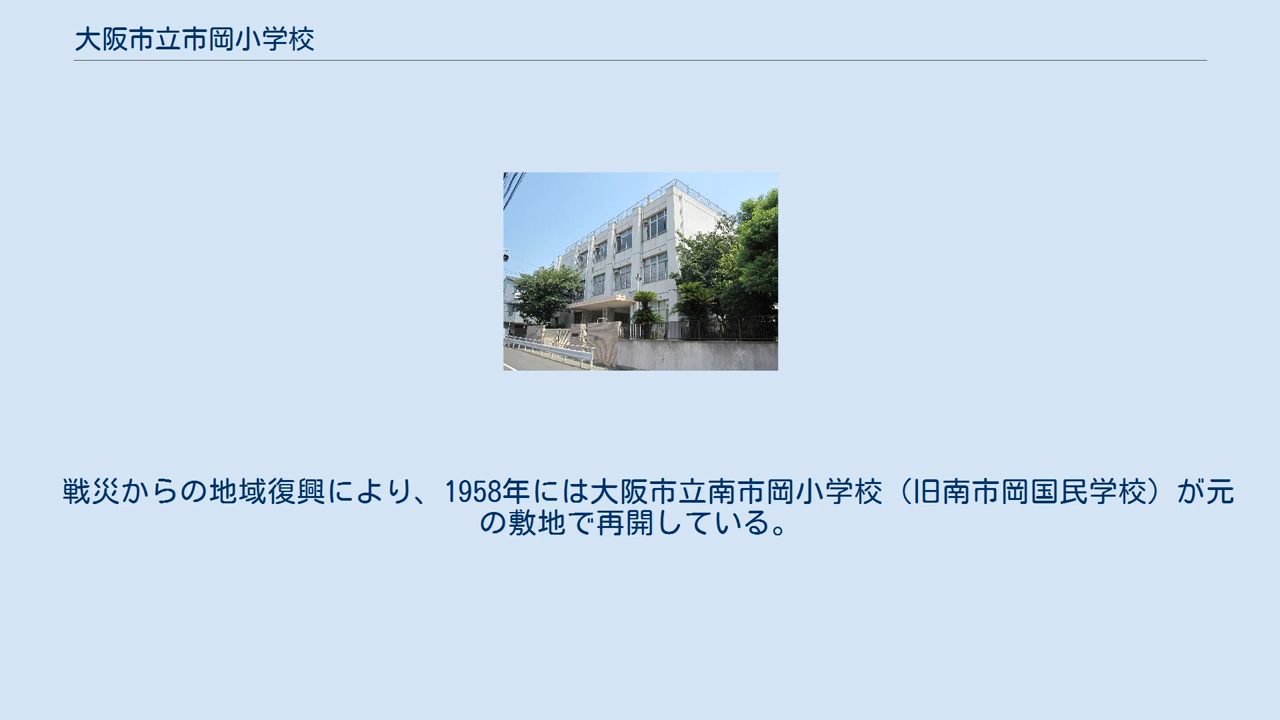 大阪市立市岡小学校
戦災からの地域復興により、1958年には大阪市立南市岡小学校（旧南市岡国民学校）が元
の敷地で再開している。